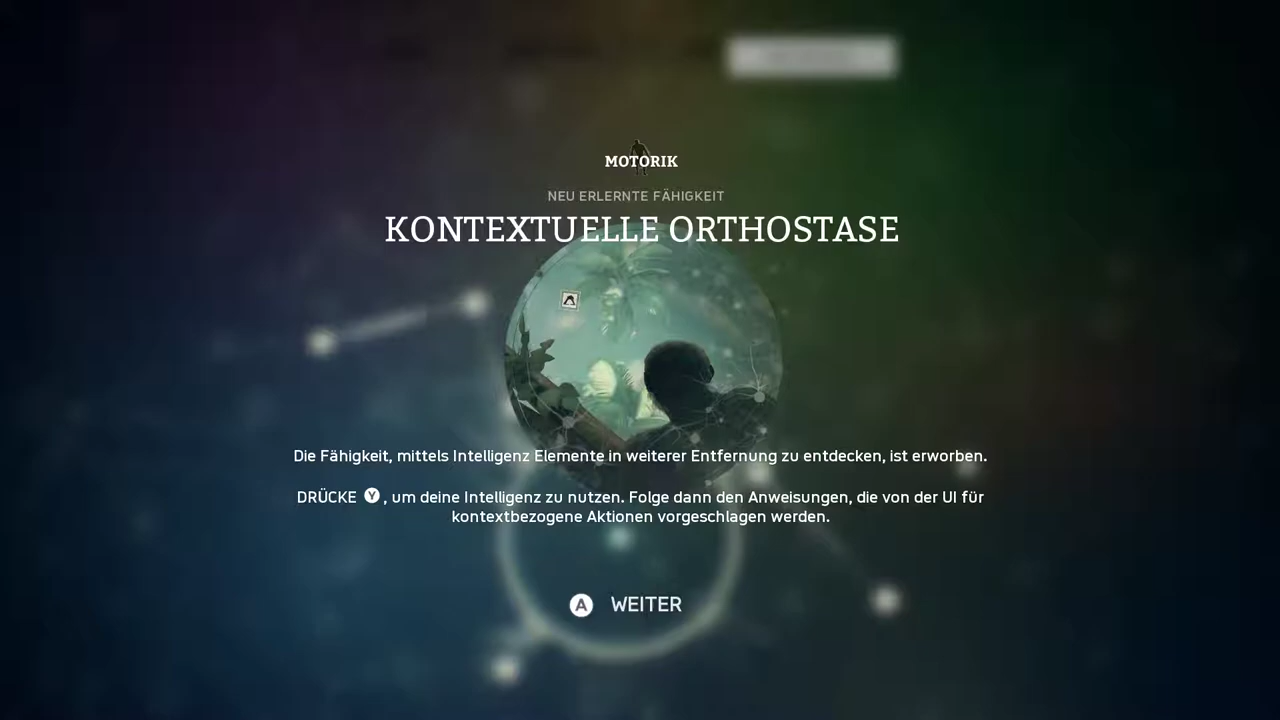 MOTORIK
NEU ERLERNTE FÄHIGKEIT
KONTEXTUELLE ORTHOSTASE
Die Fähigkeit, mittels Intelligenz Elemente in weiterer Entfernung zu entdecken, ist erworben.
DRÜCKE Y, um deine Intelligenz zu nutzen. Folge dann den Anweisungen, die von der UI für
kontextbezogene Aktionen vorgeschlagen werden.
A WEITER